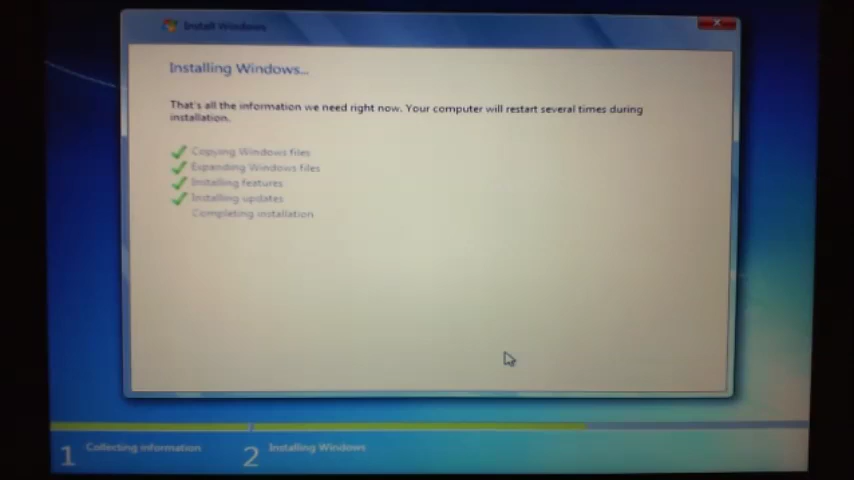 Install Windows
Installing Windows...
That's all the information we need right now. Your computer will restart several times during
installation.
Copying Windows files
Expanding Windows files
Installing features
Installing updates
Completing installation
1 Collecting information
2 Installing Windows